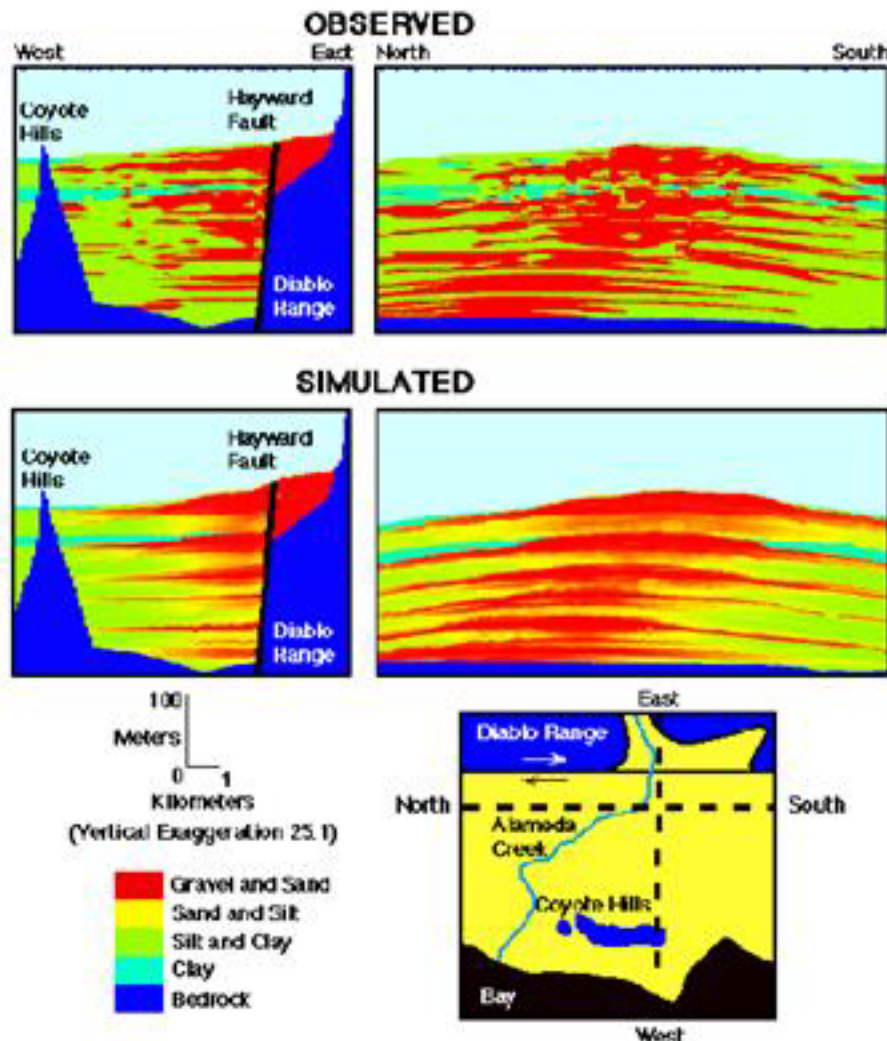 OBSERVED
West East North South
Coyote Hills
Hayward Fault
Diablo Range
SIMULATED
Coyote Hills
Hayward Fault
Diablo Range
100
Meters
0 1
Kilometers
(Vertical Exaggeration 25.1)
Gravel and Sand
Sand and Silt
Silt and Clay
Clay
Bedrock
East
Diablo Range
North South
Alameda Creek
Coyote Hills
Bay
West